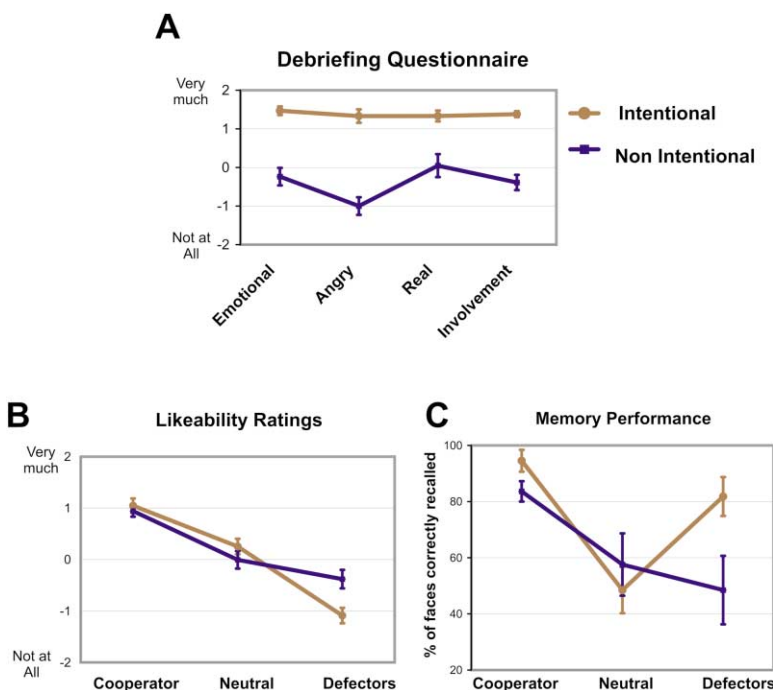 A
Debriefing Questionnaire
Very
much
2
1
0
-1
-2
Not at
All
Emotional
Angry
Real
Involvement
Intentional
Non Intentional
B
Likeability Ratings
Very
much
2
1
0
-1
-2
Not at
All
Cooperator Neutral Defectors
C
Memory Performance
% of faces correctly recalled
100
80
60
40
20
Cooperator Neutral Defectors